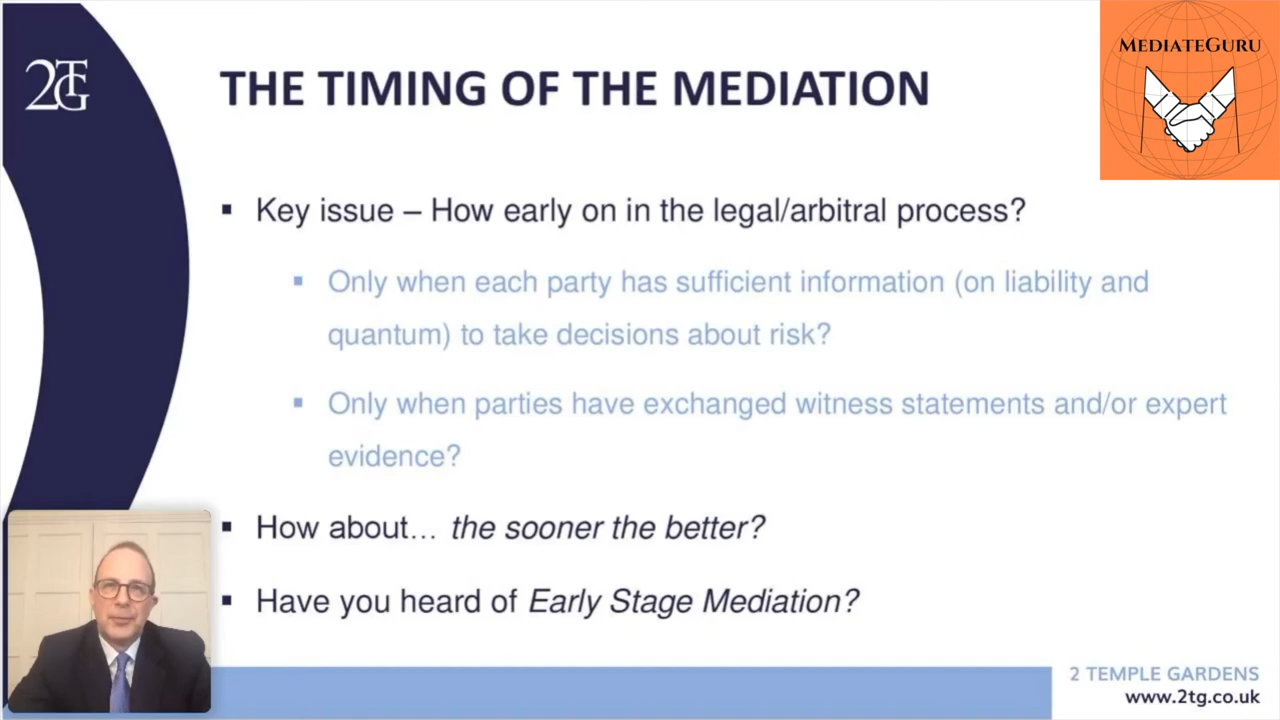 2TG
THE TIMING OF THE MEDIATION
MEDIATEGURU
▪ Key issue – How early on in the legal/arbitral process?
▪ Only when each party has sufficient information (on liability and
quantum) to take decisions about risk?
▪ Only when parties have exchanged witness statements and/or expert
evidence?
▪ How about… the sooner the better?
▪ Have you heard of Early Stage Mediation?
2 TEMPLE GARDENS
www.2tg.co.uk